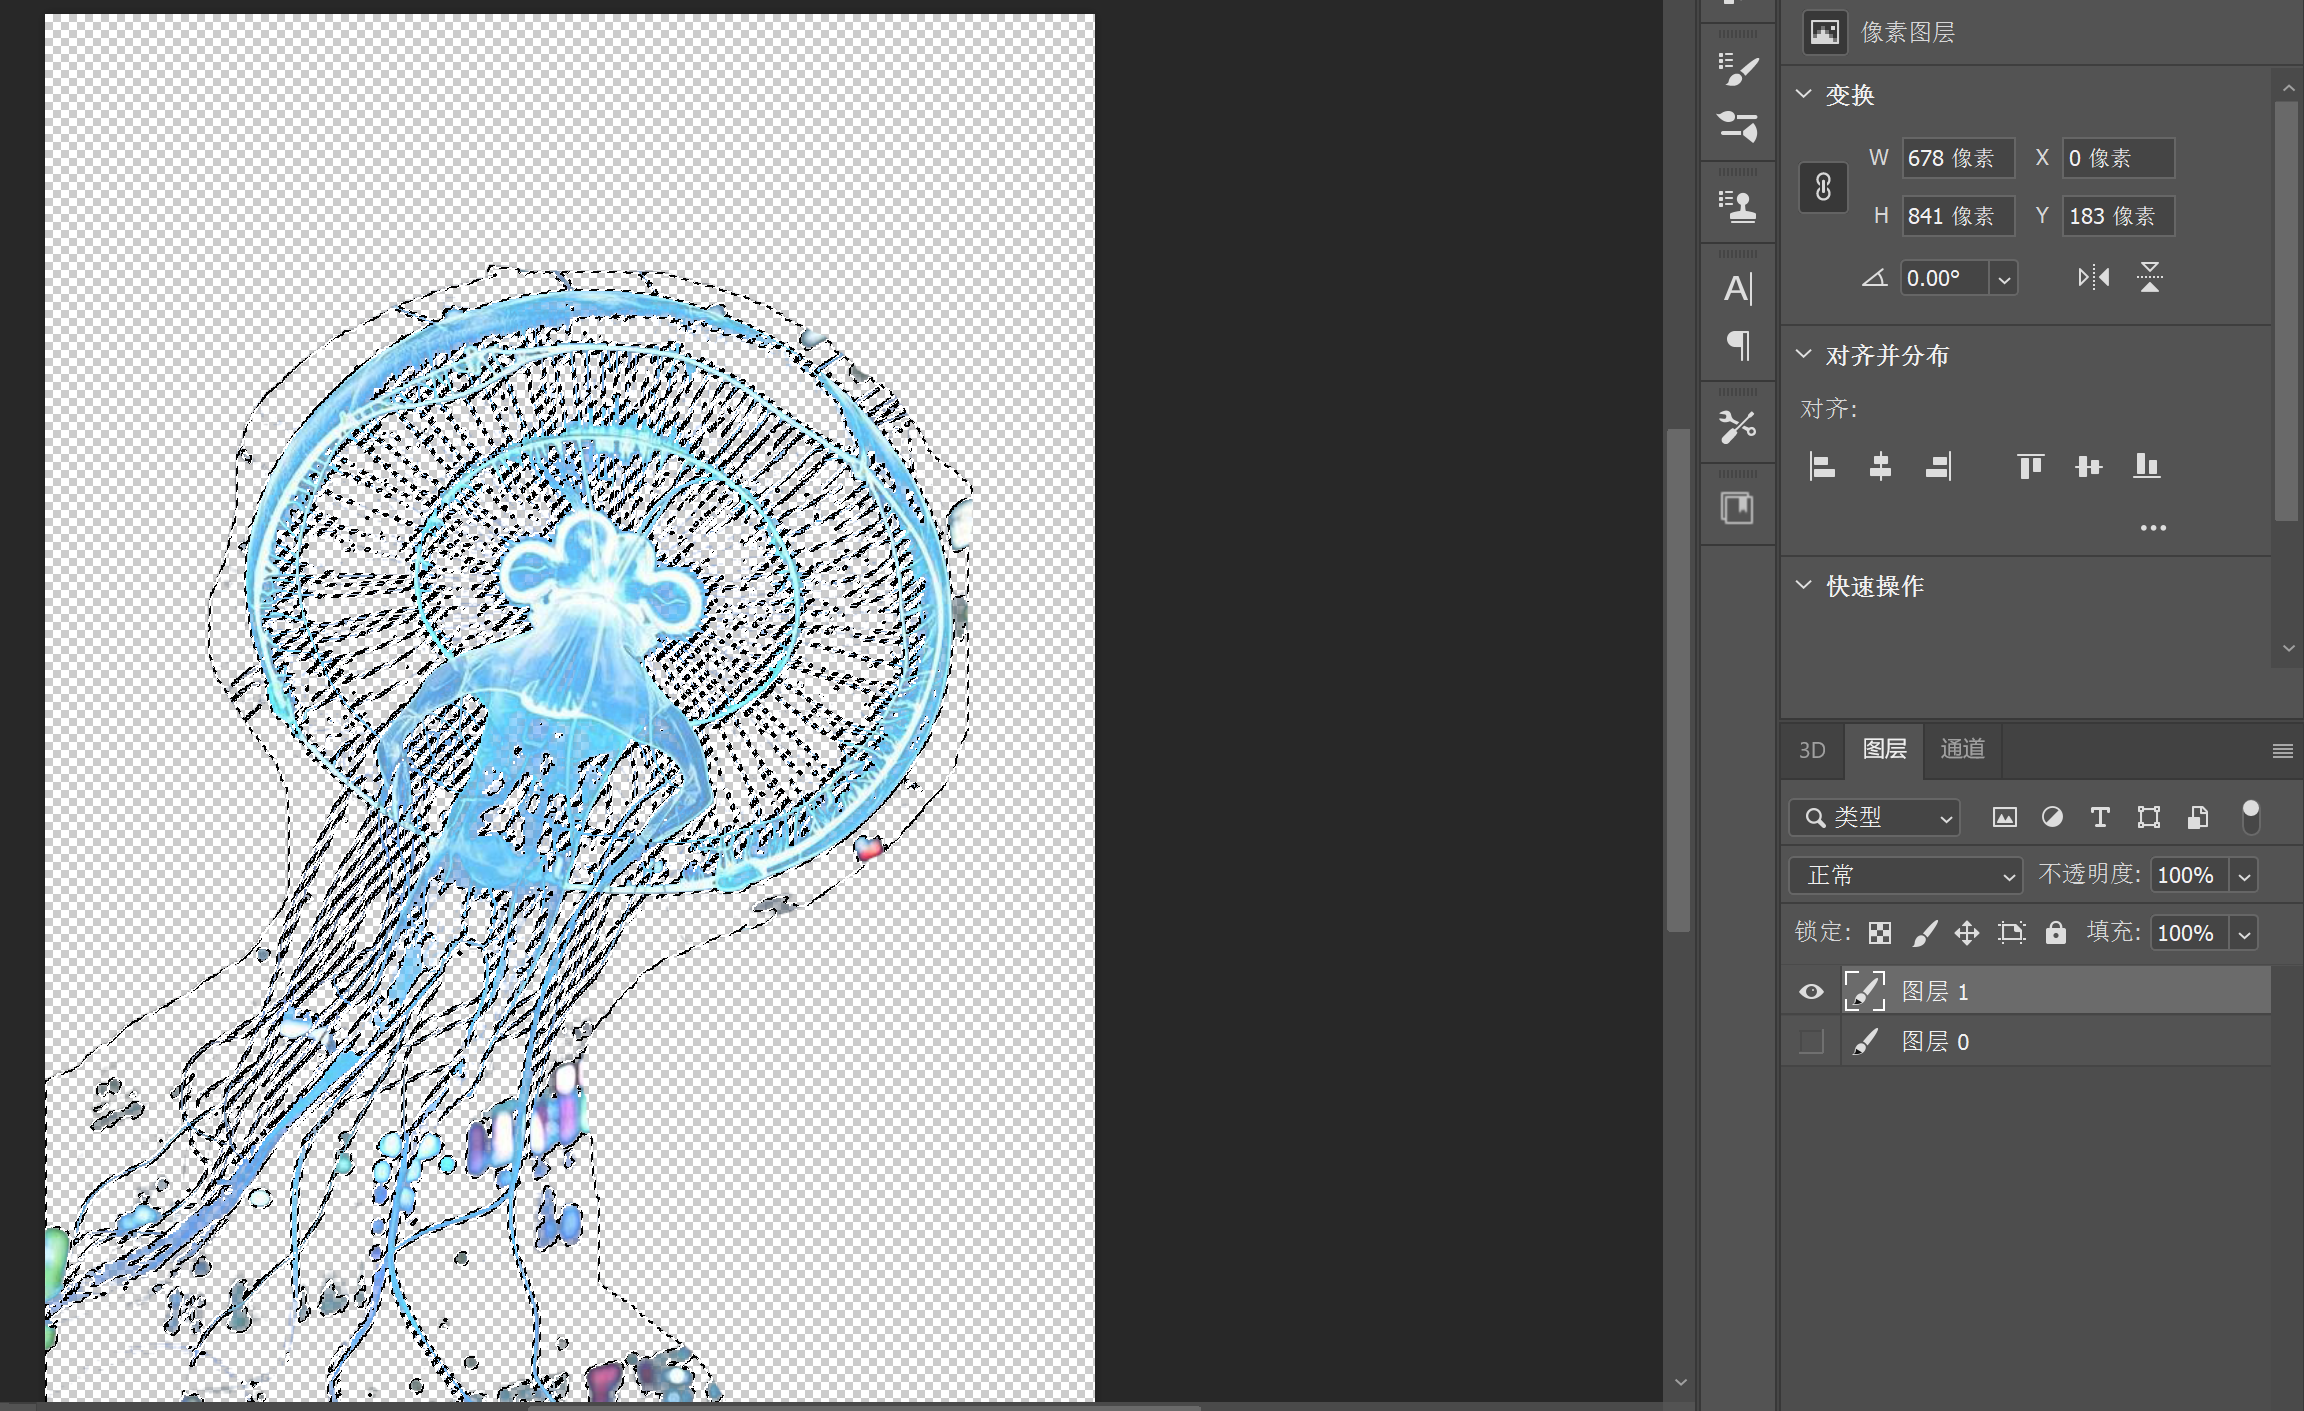 像素图层
变换
W 678 像素 X 0 像素
H 841 像素 Y 183 像素
0.00°
对齐并分布
对齐:
快速操作
3D 图层 通道
类型
正常 不透明度: 100%
锁定: 填充: 100%
图层 1
图层 0